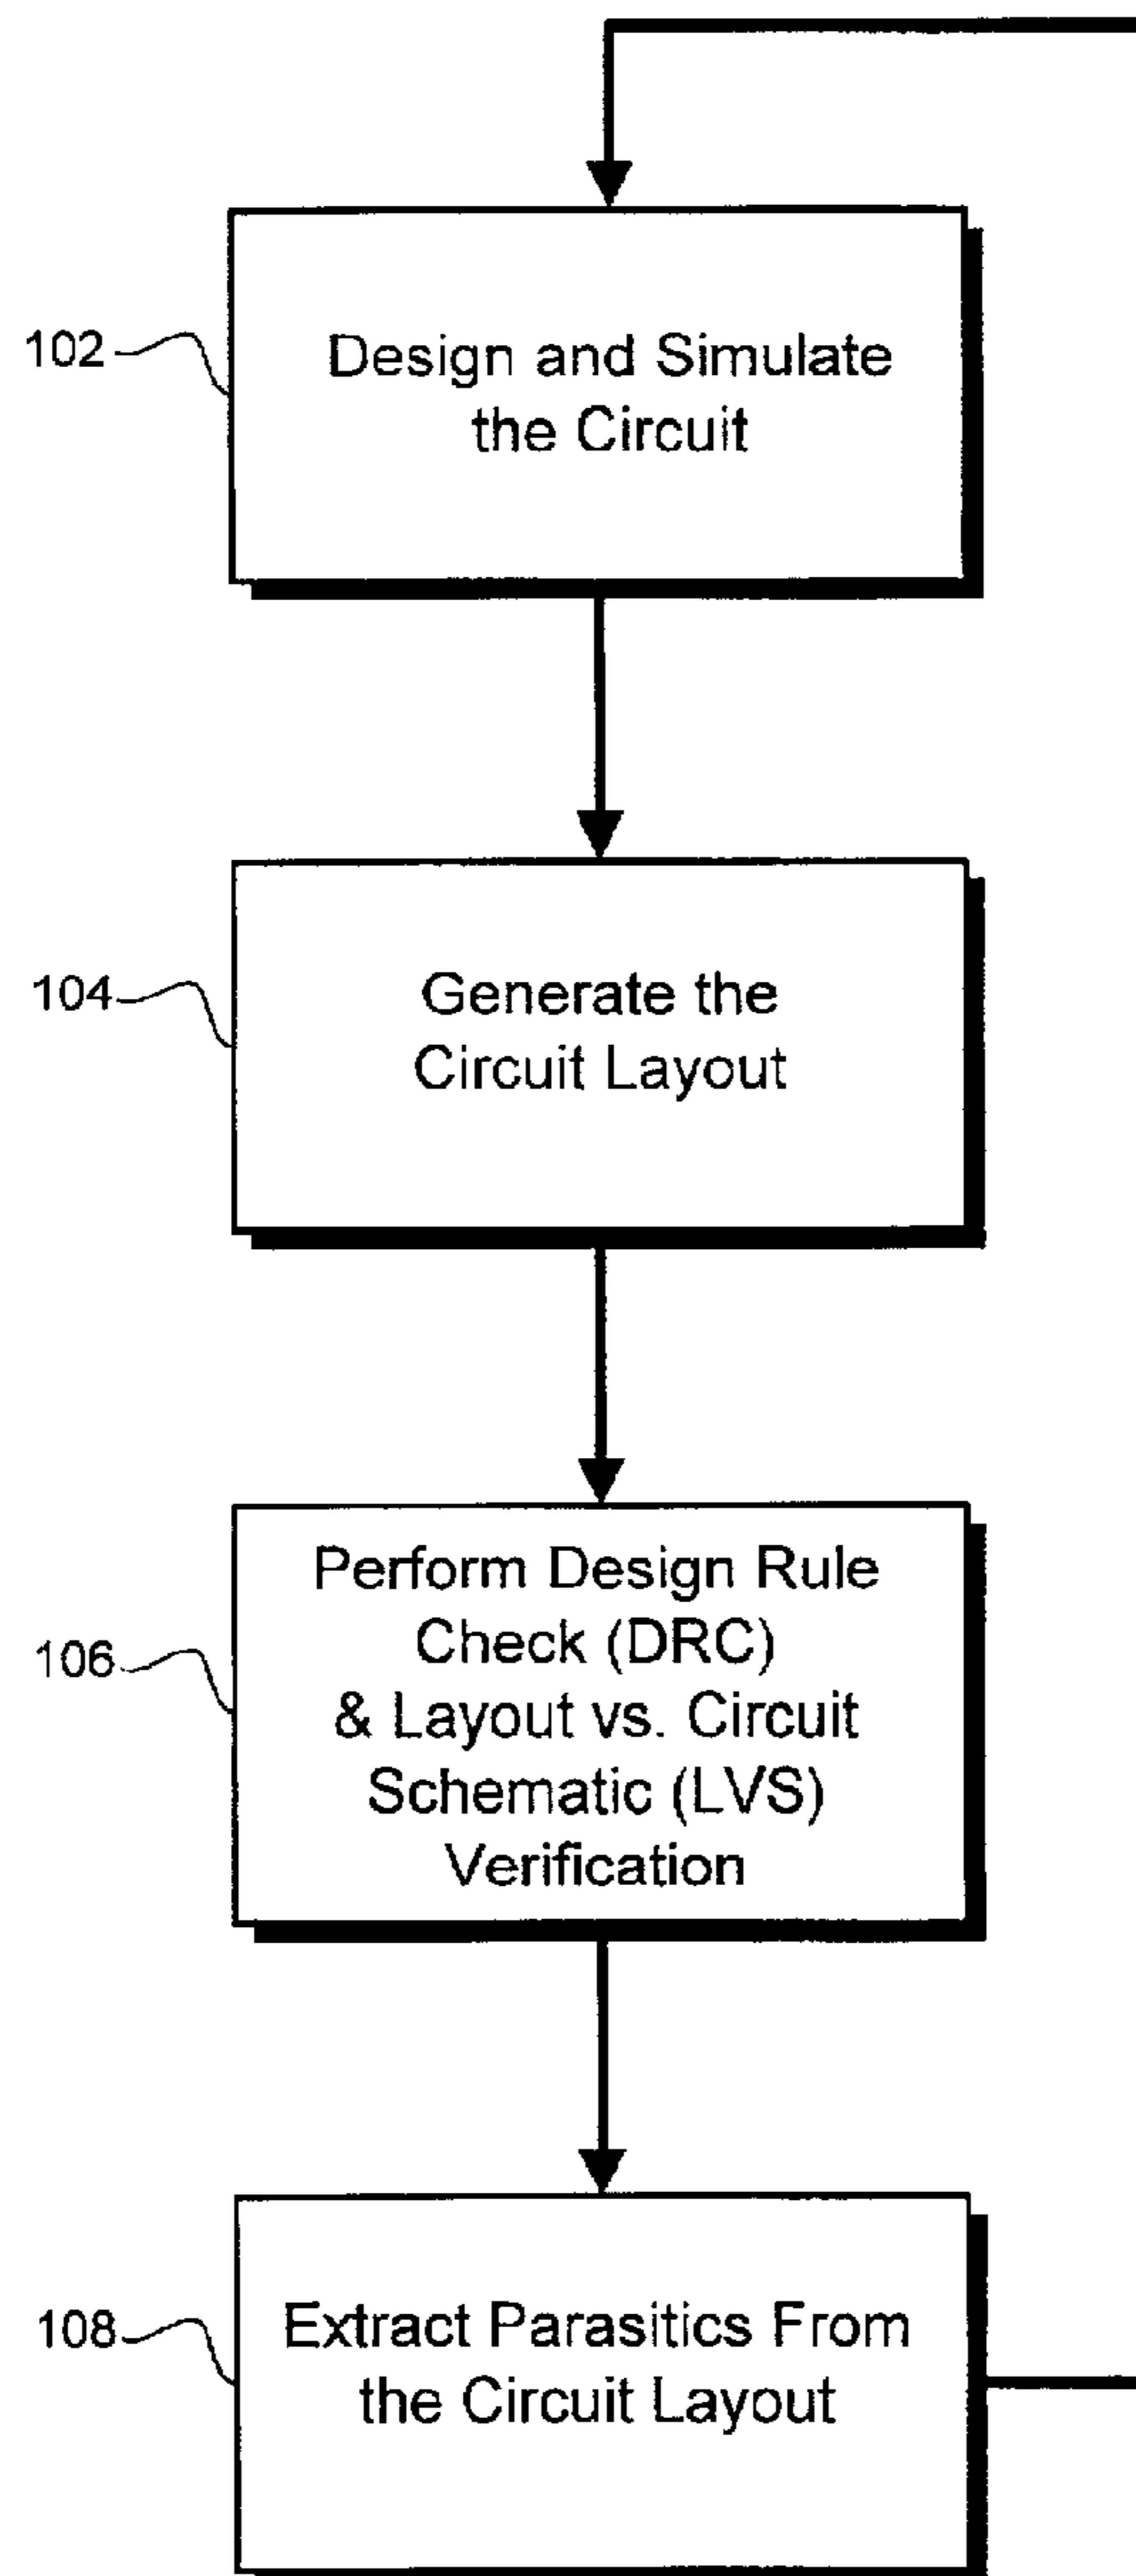 102
Design and Simulate
the Circuit
104
Generate the
Circuit Layout
106
Perform Design Rule
Check (DRC)
& Layout vs. Circuit
Schematic (LVS)
Verification
108
Extract Parasitics From
the Circuit Layout